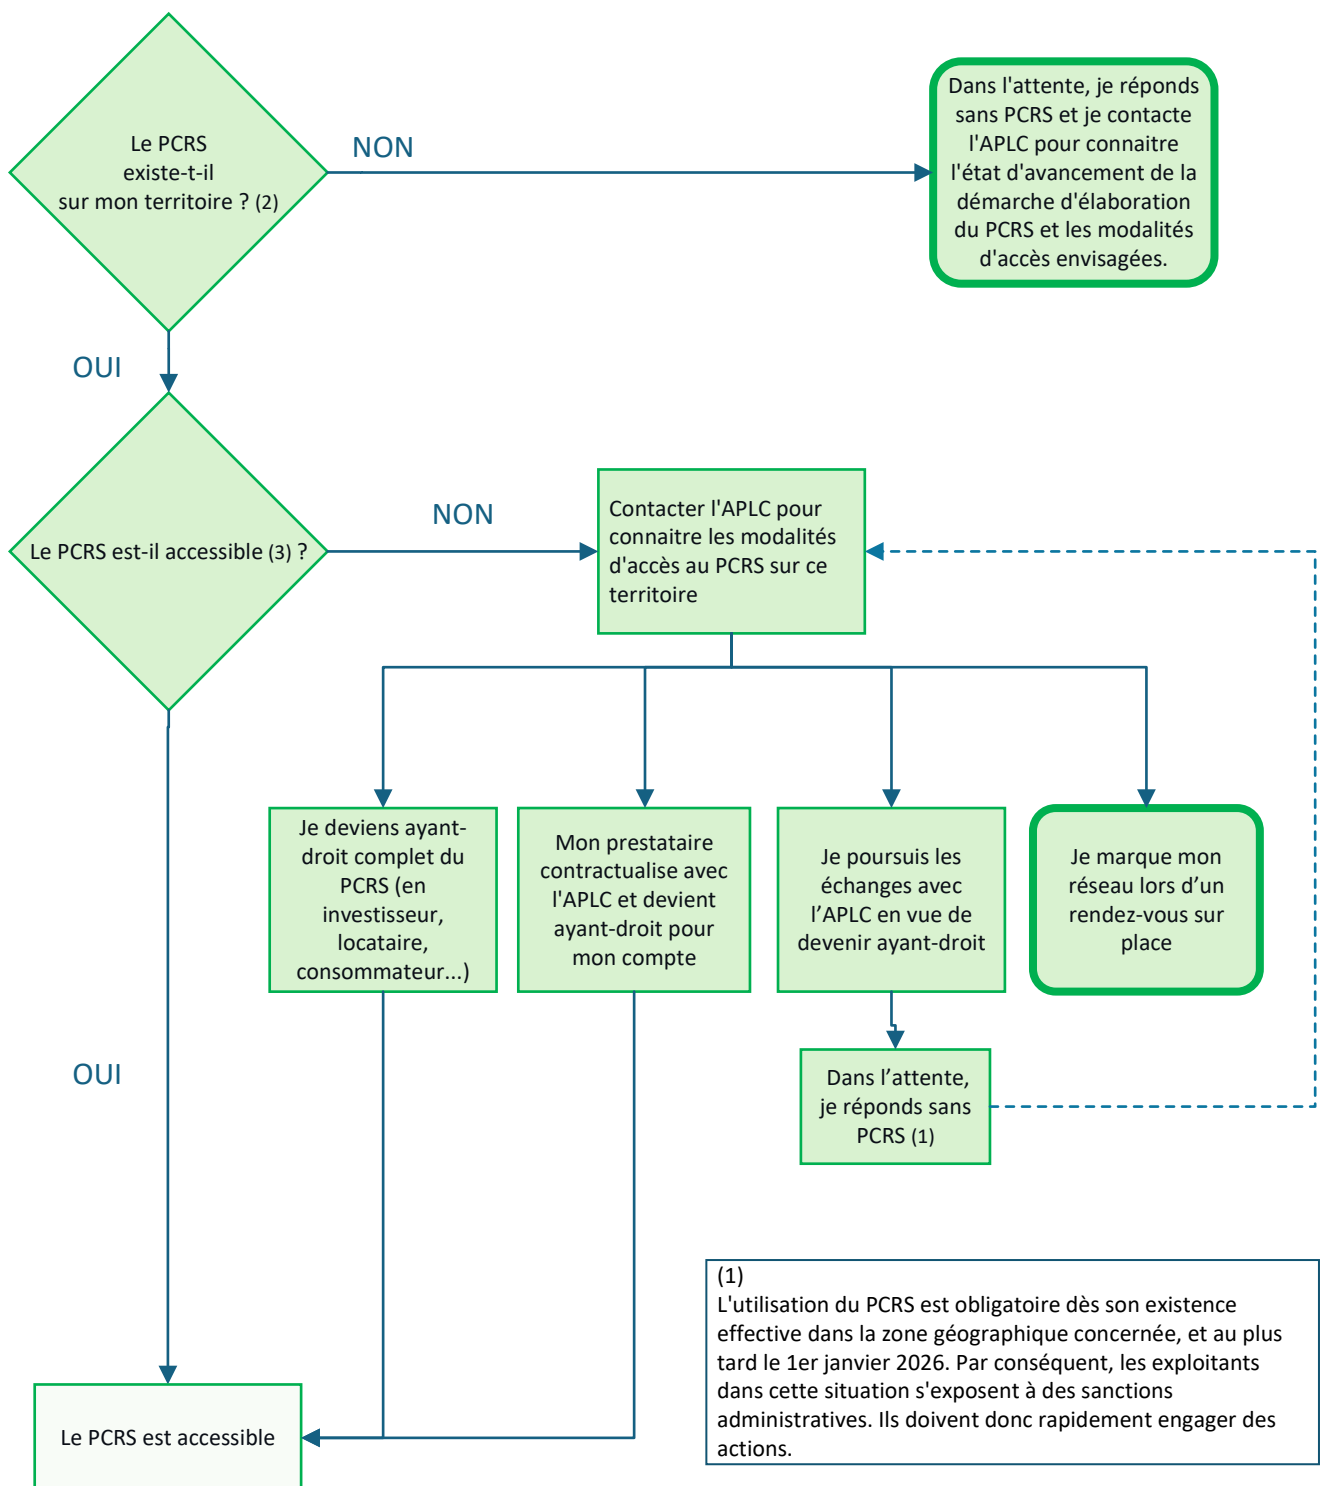 Le PCRS
existe-t-il
sur mon territoire ? (2)
NON
Dans l'attente, je réponds
sans PCRS et je contacte
l'APLC pour connaitre
l'état d'avancement de la
démarche d'élaboration
du PCRS et les modalités
d'accès envisagées.
OUI
Le PCRS est-il accessible (3) ?
NON
Contacter l'APLC pour
connaitre les modalités
d'accès au PCRS sur ce
territoire
Je deviens ayant-
droit complet du
PCRS (en
investisseur,
locataire,
consommateur...)
Mon prestataire
contractualise avec
l'APLC et devient
ayant-droit pour
mon compte
Je poursuis les
échanges avec
l’APLC en vue de
devenir ayant-droit
Je marque mon
réseau lors d’un
rendez-vous sur
place
OUI
Dans l’attente,
je réponds sans
PCRS (1)
(1)
L'utilisation du PCRS est obligatoire dès son existence
effective dans la zone géographique concernée, et au plus
tard le 1er janvier 2026. Par conséquent, les exploitants
dans cette situation s'exposent à des sanctions
administratives. Ils doivent donc rapidement engager des
actions.
Le PCRS est accessible